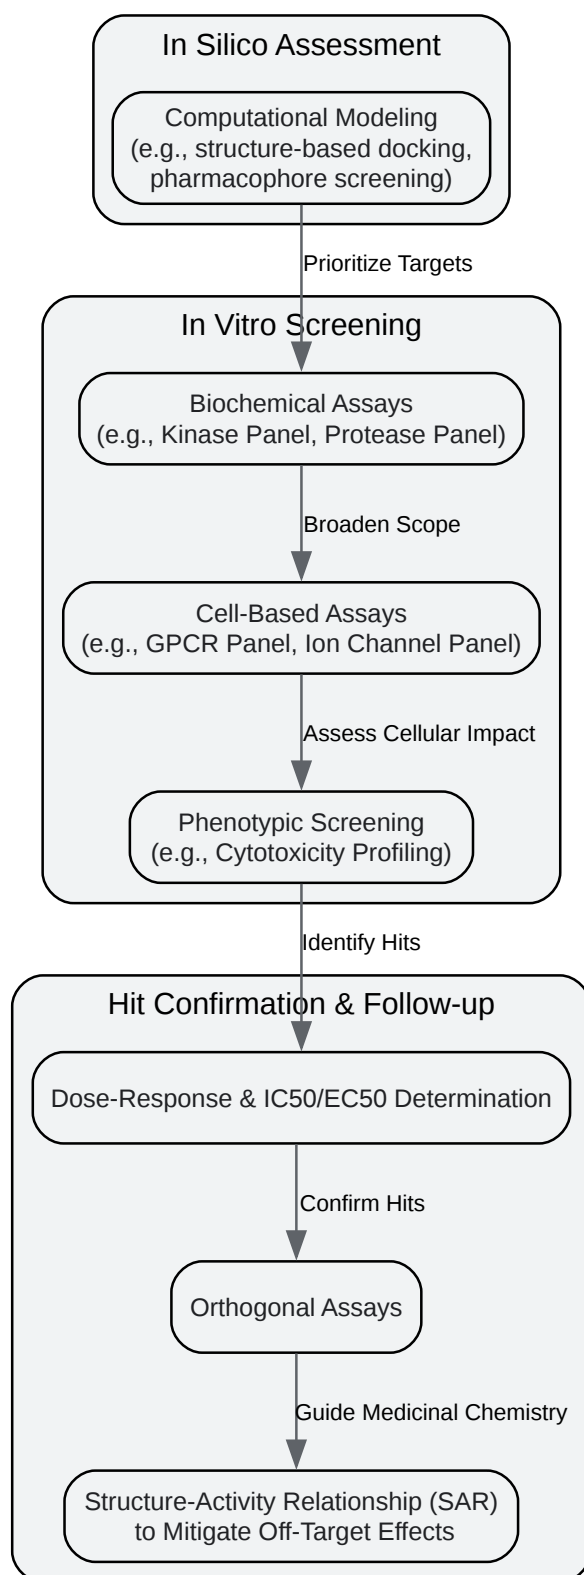 In Silico Assessment
Computational Modeling
(e.g., structure-based docking,
pharmacophore screening)
Prioritize Targets
In Vitro Screening
Biochemical Assays
(e.g., Kinase Panel, Protease Panel)
Broaden Scope
Cell-Based Assays
(e.g., GPCR Panel, Ion Channel Panel)
Assess Cellular Impact
Phenotypic Screening
(e.g., Cytotoxicity Profiling)
Identify Hits
Hit Confirmation & Follow-up
Dose-Response & IC50/EC50 Determination
Confirm Hits
Orthogonal Assays
Guide Medicinal Chemistry
Structure-Activity Relationship (SAR)
to Mitigate Off-Target Effects